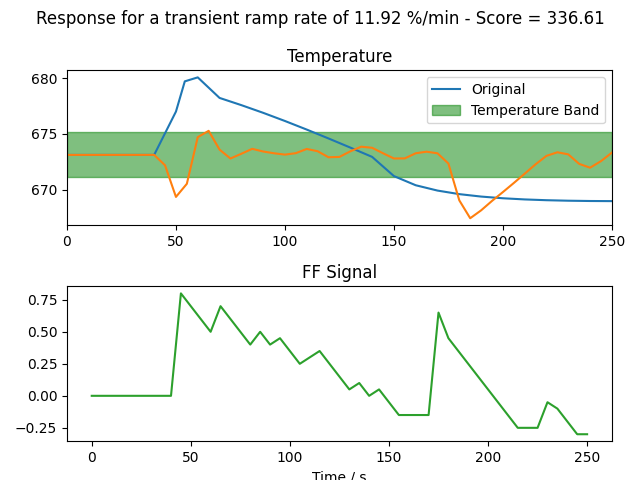 Response for a transient ramp rate of 11.92 %/min - Score = 336.61
Temperature
680
675
670
Original
Temperature Band
0 50 100 150 200 250
FF Signal
0.75
0.50
0.25
0.00
−0.25
0 50 100 150 200 250
Time / s